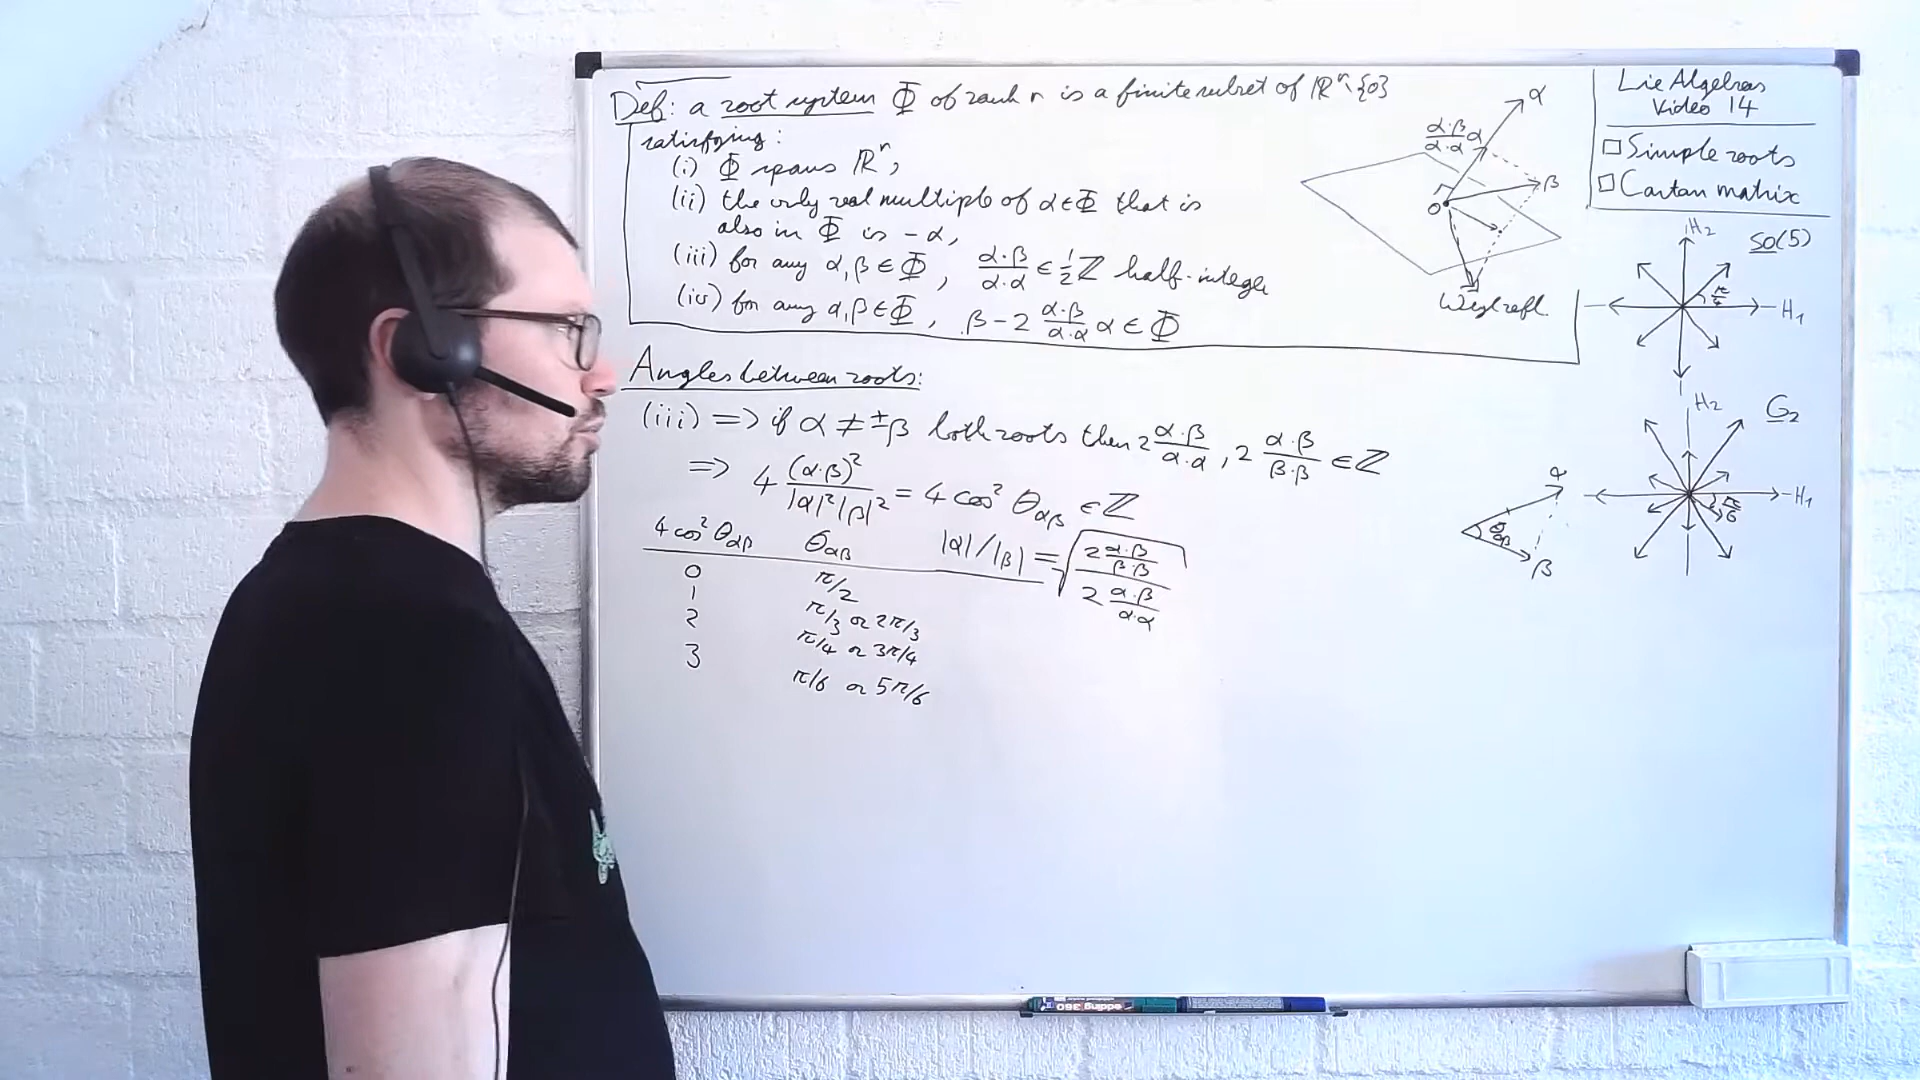 Def: a root system Φ of rank n is a finite subset of ℝⁿ\{0}
satisfying:
(i) Φ spans ℝⁿ,
(ii) the only real multiple of α∈Φ that is
also in Φ is -α,
(iii) for any α,β ∈ Φ, α·β/α·α ∈ ½ℤ half-integer
(iv) for any α,β ∈ Φ, β - 2 α·β/α·α α ∈ Φ
α
α·β/α·α α
β
O
Weyl refl.
Lie Algebras
Video 14
□ Simple roots
□ Cartan matrix
H₂ so(5)
π/4
H₁
H₂ G₂
π/6
H₁
Angles between roots:
(iii) => if α ≠ ±β both roots then 2 α·β/α·α, 2 α·β/β·β ∈ ℤ
=> 4 (α·β)²/|α|²|β|² = 4 cos² θαβ ∈ ℤ
α
θαβ
β
4 cos² θαβ θαβ |α|/|β| = √(2 α·β/β·β / 2 α·β/α·α)
0 π/2
1 π/3 or 2π/3
2 π/4 or 3π/4
3 π/6 or 5π/6
edding 360